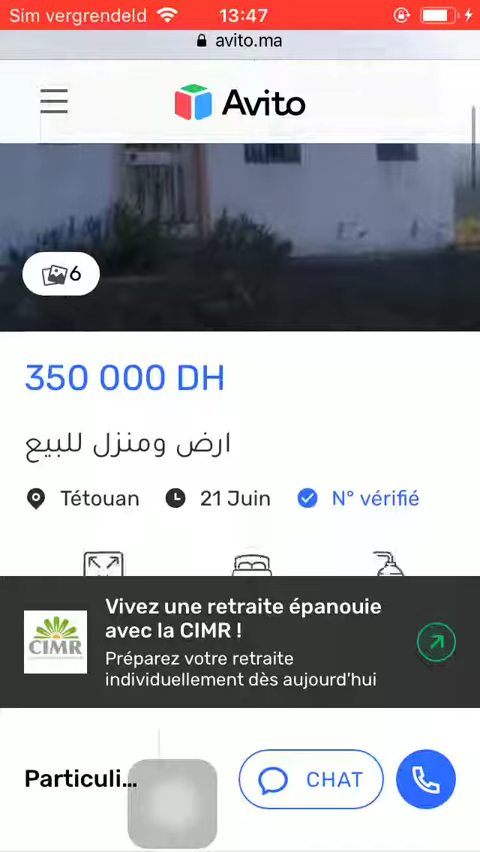 Sim vergrendeld 13:47
avito.ma
Avito
6
350 000 DH
ارض ومنزل للبيع
Tétouan 21 Juin N° vérifié
Vivez une retraite épanouie
avec la CIMR !
CIMR
Préparez votre retraite
individuellement dès aujourd'hui
Particuli... CHAT